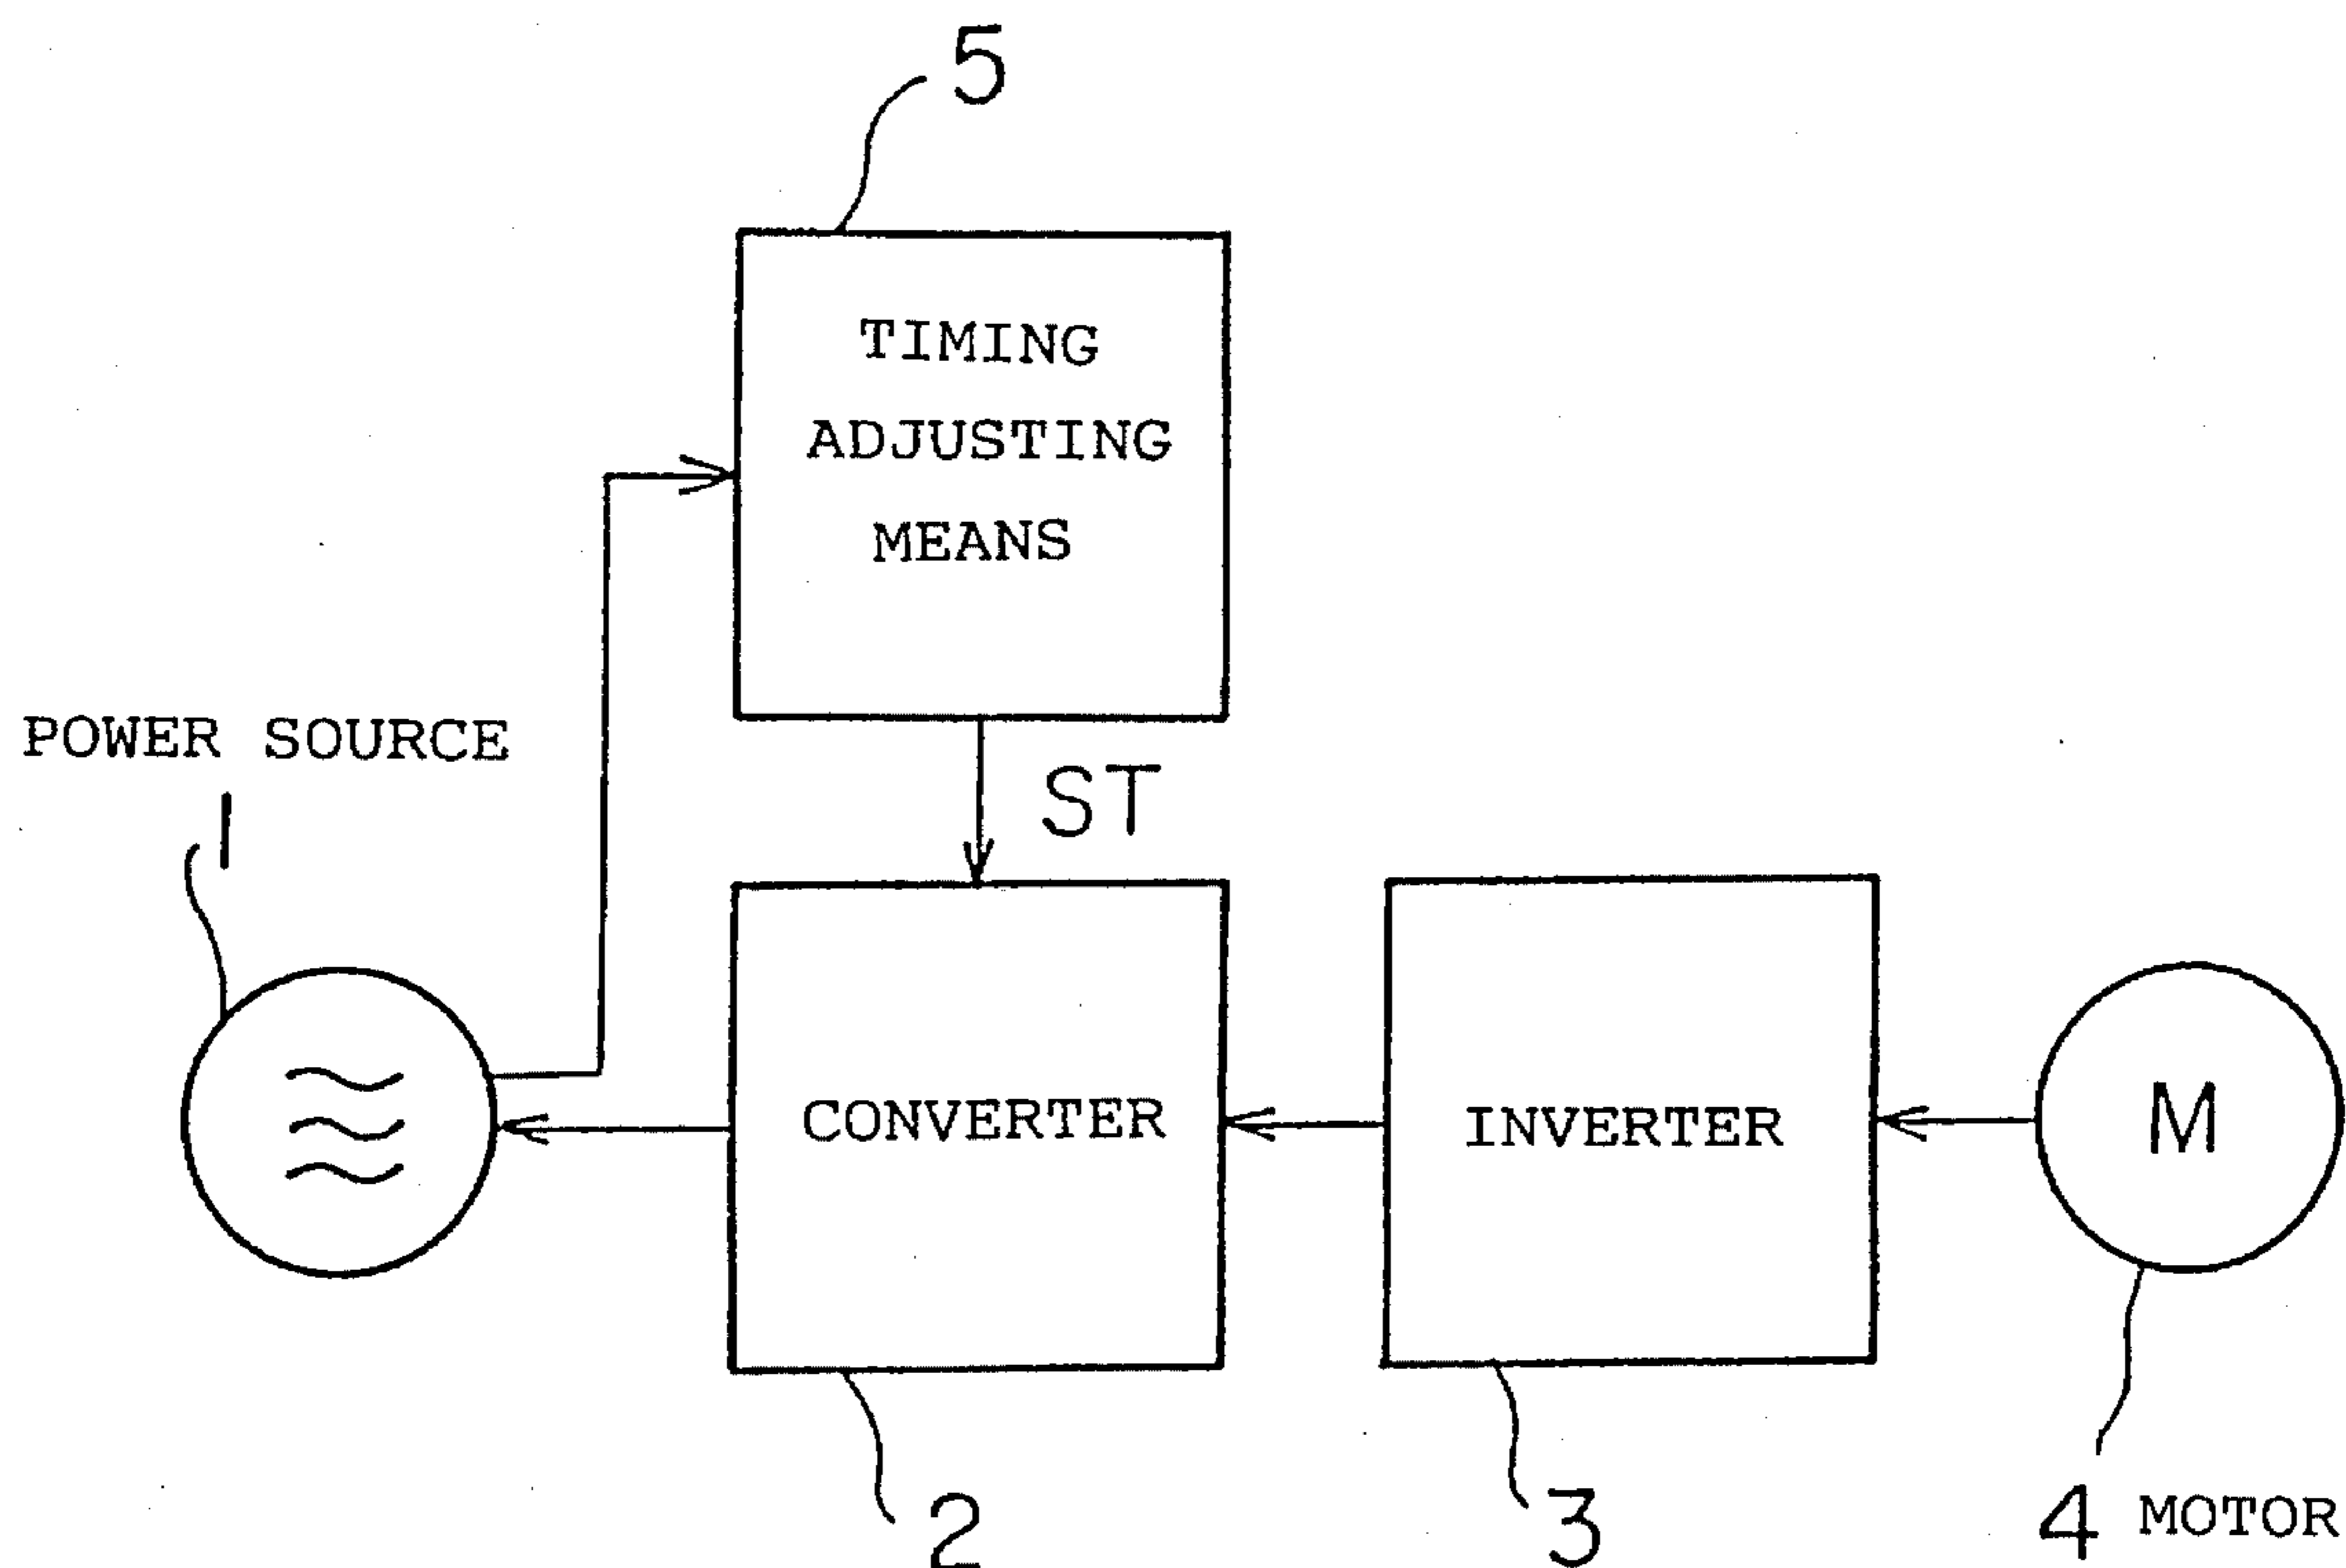 5
TIMING
ADJUSTING
MEANS
POWER SOURCE
1
ST
CONVERTER
INVERTER
M
2
3
4 MOTOR